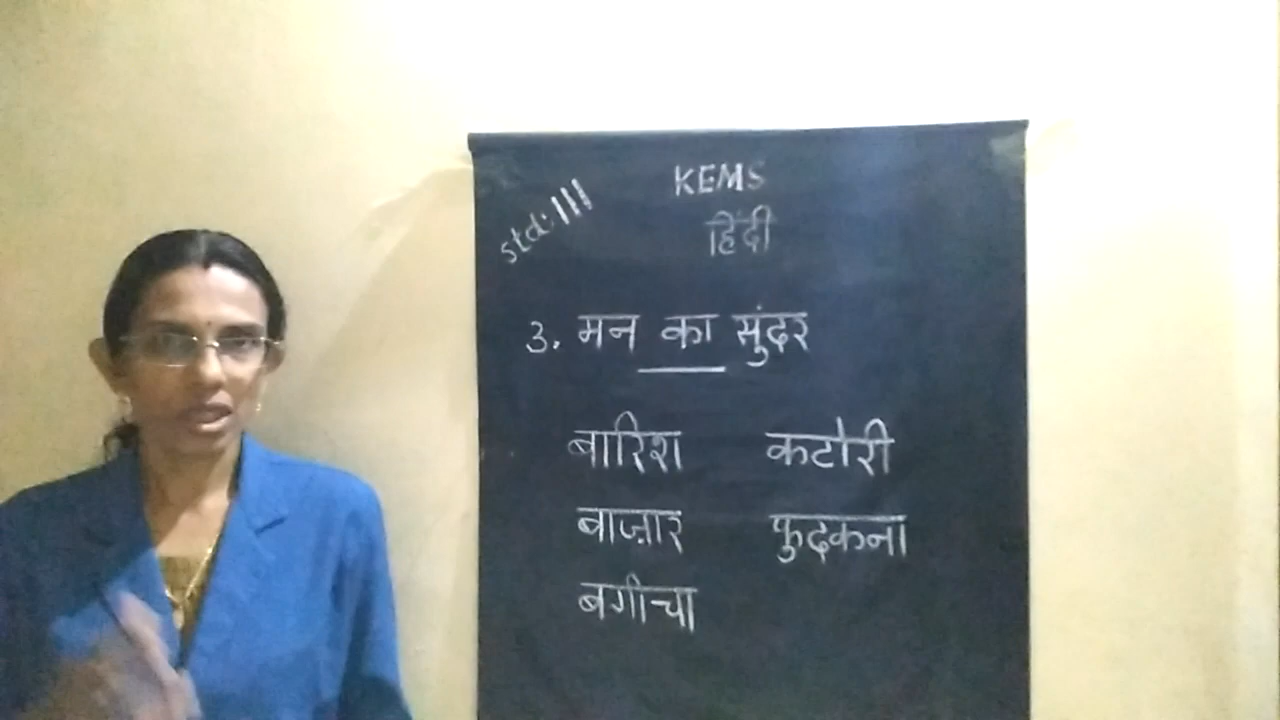 KEMS
std: III
हिंदी
3. मन का सुंदर
बारिश कटोरी
बाज़ार फुदकना
बगीचा